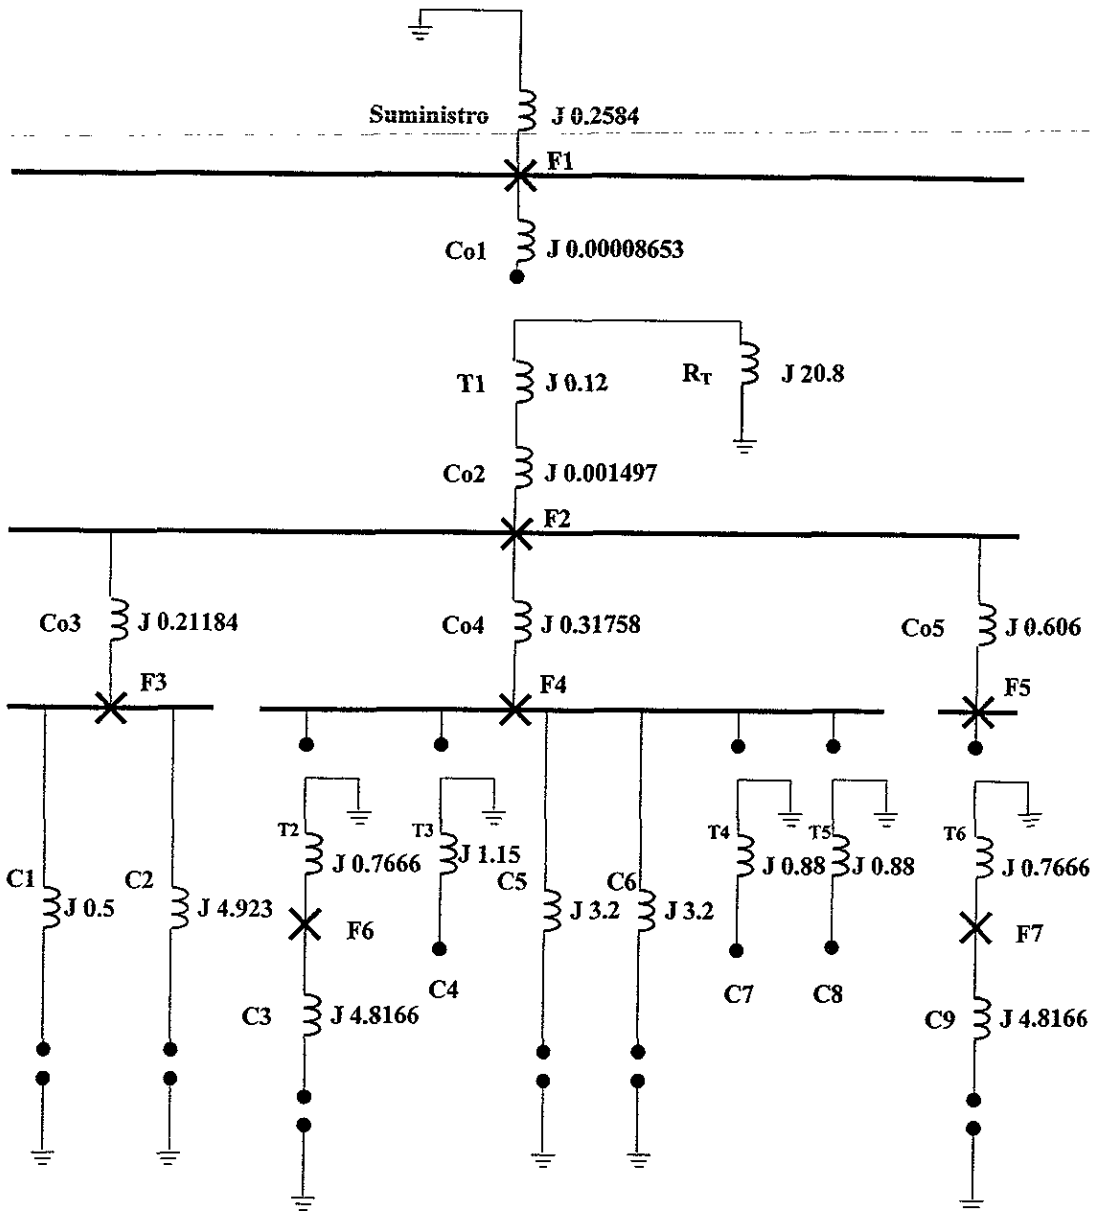 Suministro J 0.2584
F1
Co1 J 0.00008653
T1 J 0.12 RT J 20.8
Co2 J 0.001497
F2
Co3 J 0.21184 Co4 J 0.31758 Co5 J 0.606
F3 F4 F5
T2 J 0.7666 T3 J 1.15 T4 J 0.88 T5 J 0.88 T6 J 0.7666
C1 J 0.5 C2 J 4.923 C5 J 3.2 C6 J 3.2
F6 F7
C4 C7 C8
C3 J 4.8166 C9 J 4.8166